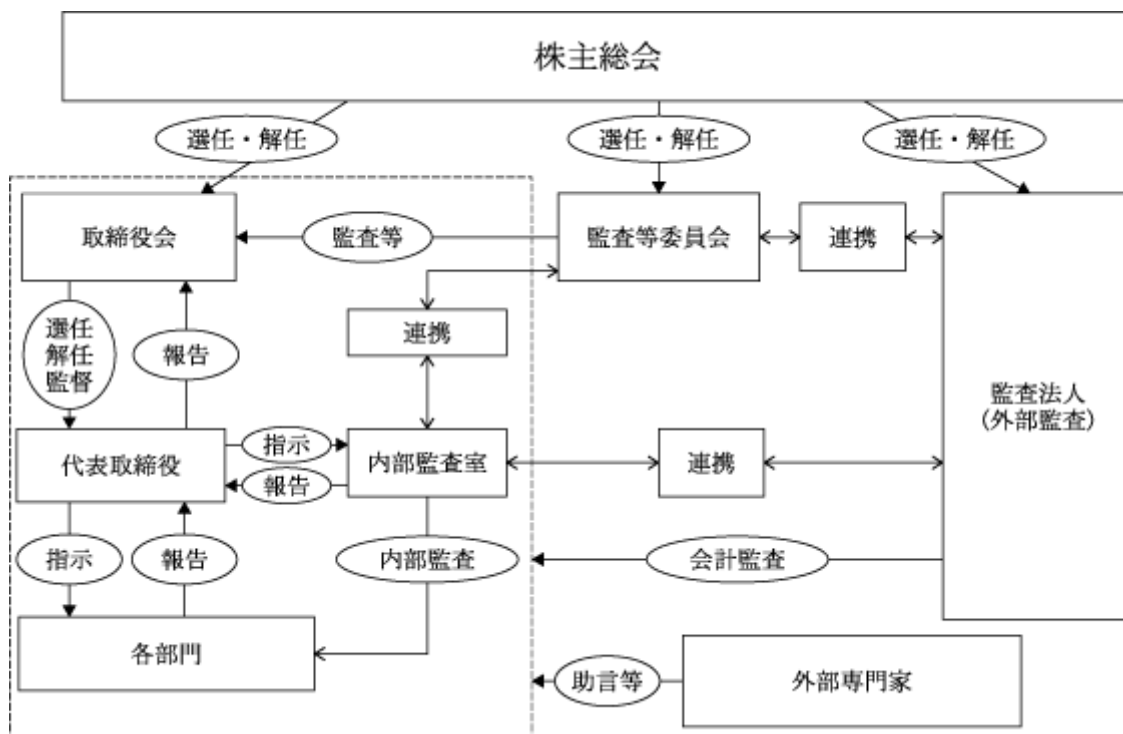 株主総会
選任・解任
選任・解任
選任・解任
取締役会
監査等
監査等委員会
連携
選任
解任
監督
報告
連携
監査法人
(外部監査)
代表取締役
指示
報告
内部監査室
連携
指示
報告
内部監査
会計監査
各部門
助言等
外部専門家